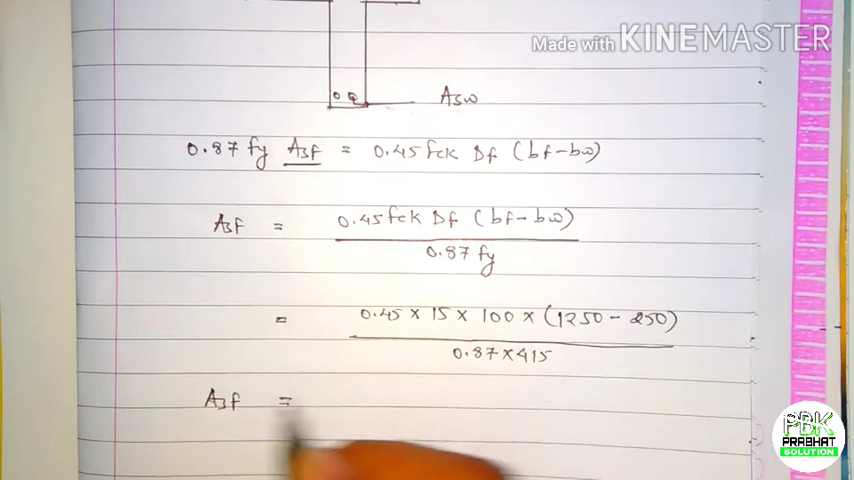 Made with KINEMASTER
Asw
0.87 fy Asf = 0.45 fck Df (bf-bw)
Asf = 0.45 fck Df (bf-bw)
0.87 fy
= 0.45 × 15 × 100 × (1250 - 250)
0.87 × 415
Asf =
PBK
PRABHAT
SOLUTION